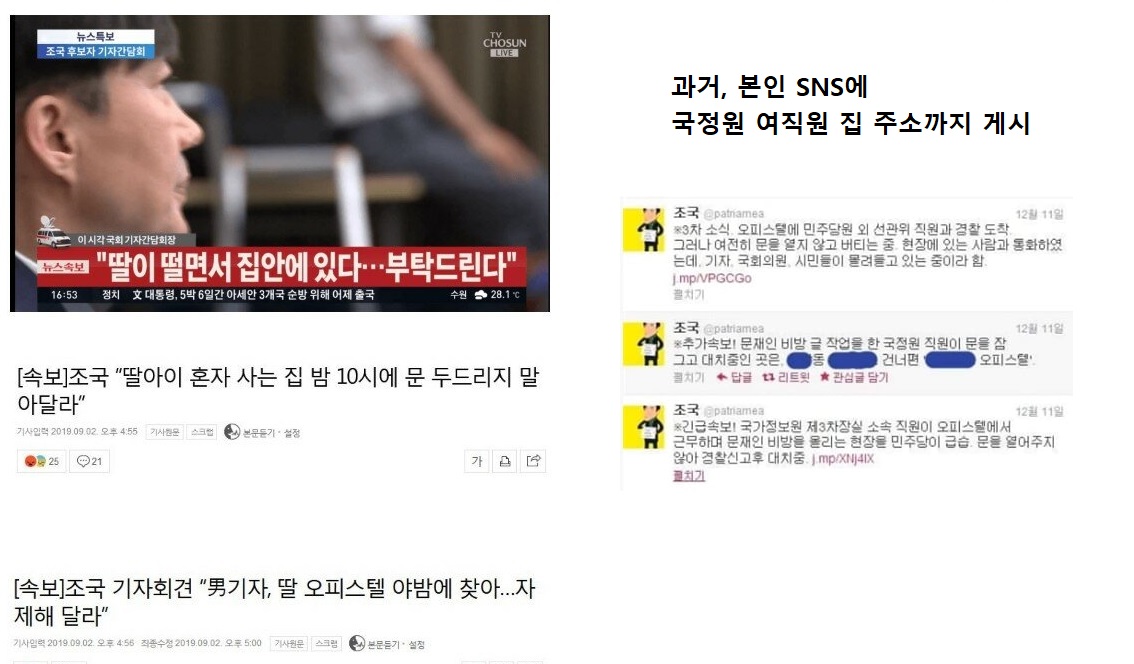 뉴스특보
조국 후보자 기자간담회
TV
CHOSUN
LIVE
이 시각 국회 기자간담회장
뉴스속보 "딸이 떨면서 집안에 있다…부탁드린다"
16:53 정치 文 대통령, 5박 6일간 아세안 3개국 순방 위해 어제 출국 수원 28.1℃
[속보]조국 “딸아이 혼자 사는 집 밤 10시에 문 두드리지 말
아달라”
기사입력 2019.09.02. 오후 4:55 기사원문 스크랩 본문듣기 · 설정
25 21 가
[속보]조국 기자회견 “男기자, 딸 오피스텔 야밤에 찾아…자
제해 달라”
기사입력 2019.09.02. 오후 4:56 최종수정 2019.09.02. 오후 5:00 기사원문 스크랩 본문듣기 · 설정
과거, 본인 SNS에
국정원 여직원 집 주소까지 게시
조국 @patriamea 12월 11일
※3차 소식. 오피스텔에 민주당원 외 선관위 직원과 경찰 도착.
그러나 여전히 문을 열지 않고 버티는 중. 현장에 있는 사람과 통화하였
는데, 기자, 국회의원, 시민들이 몰려들고 있는 중이라 함.
j.mp/VPGCGo
펼치기
조국 @patriamea 12월 11일
※추가속보! 문재인 비방 글 작업을 한 국정원 직원이 문을 잠
그고 대치중인 곳은, 동 건너편 ' 오피스텔'.
펼치기 답글 리트윗 관심글 담기
조국 @patriamea 12월 11일
※긴급속보! 국가정보원 제3차장실 소속 직원이 오피스텔에서
근무하며 문재인 비방을 올리는 현장을 민주당이 급습. 문을 열어주지
않아 경찰신고후 대치중. j.mp/XNj4IX
펼치기